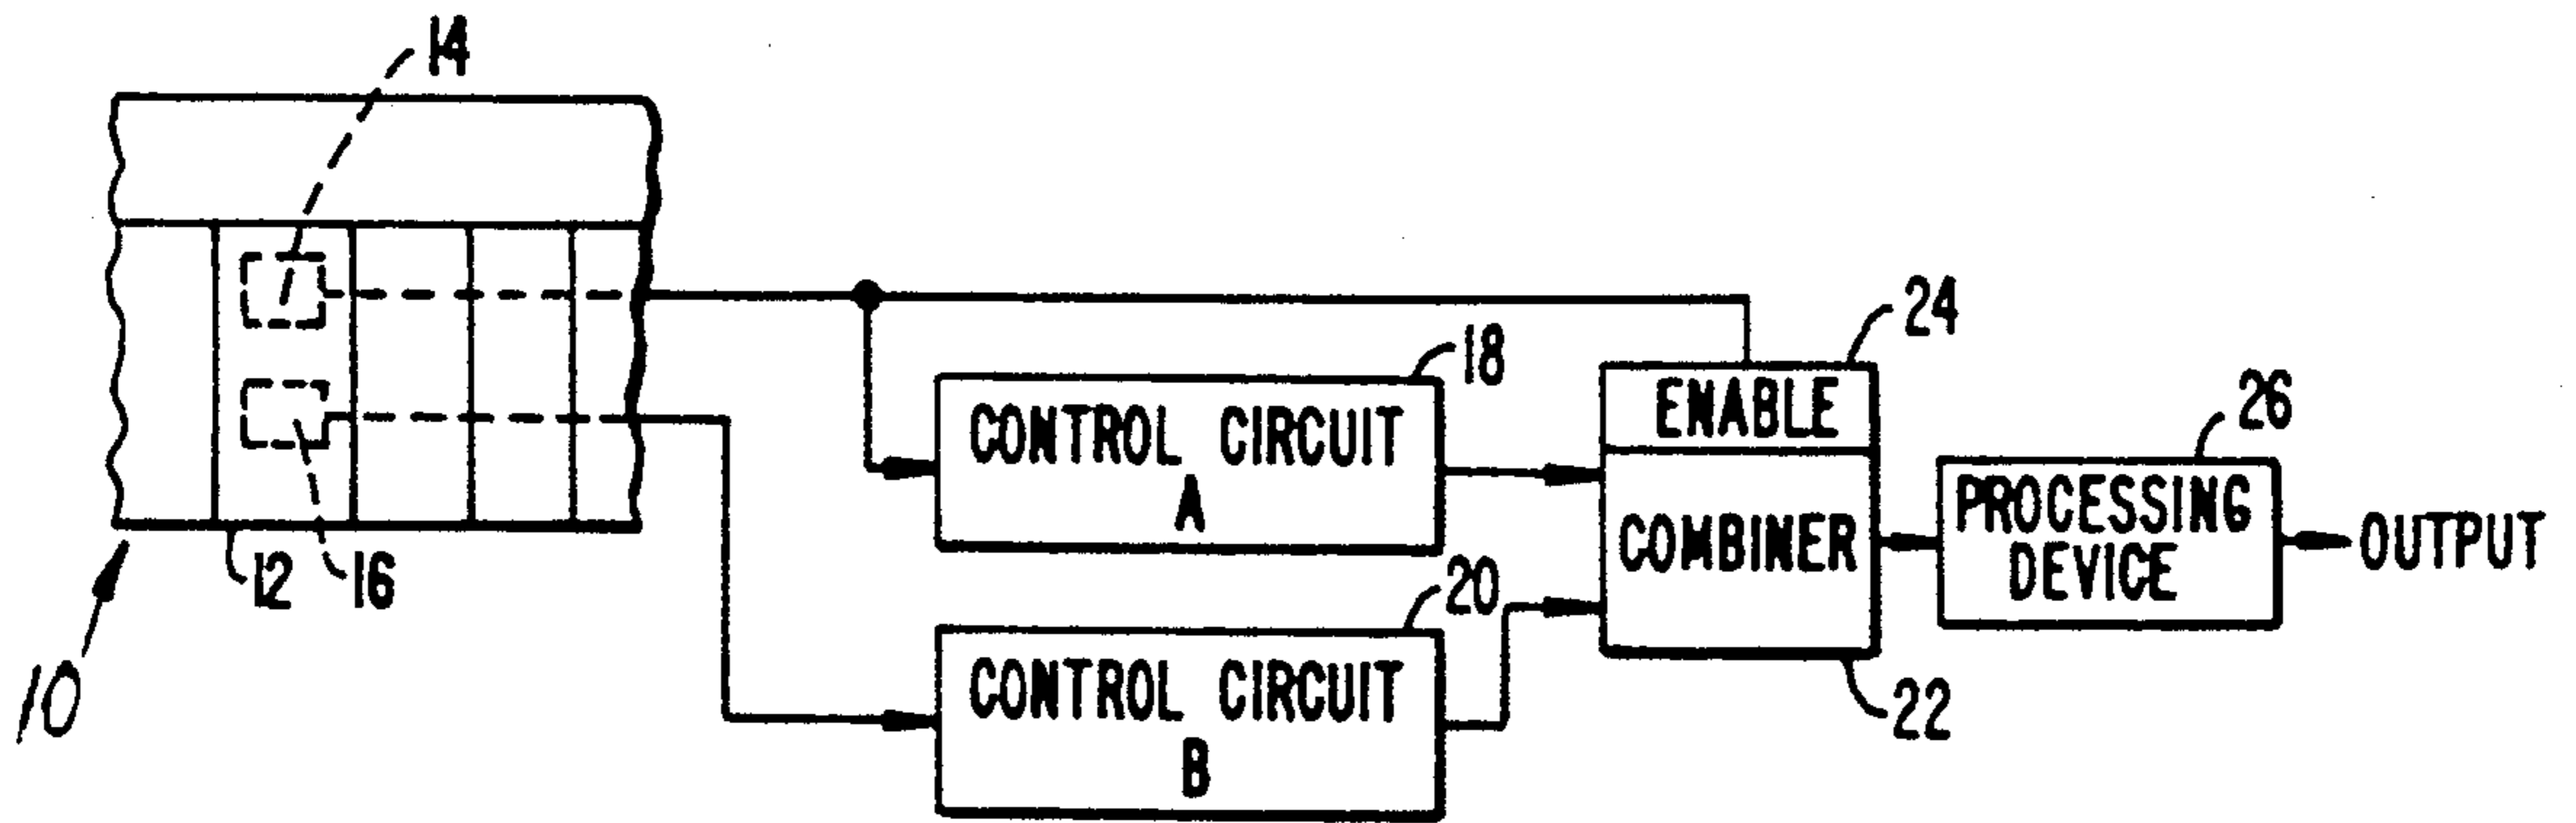 14
24
18
ENABLE
26
CONTROL CIRCUIT
A
PROCESSING
DEVICE
COMBINER
OUTPUT
12
16
20
10
CONTROL CIRCUIT
B
22